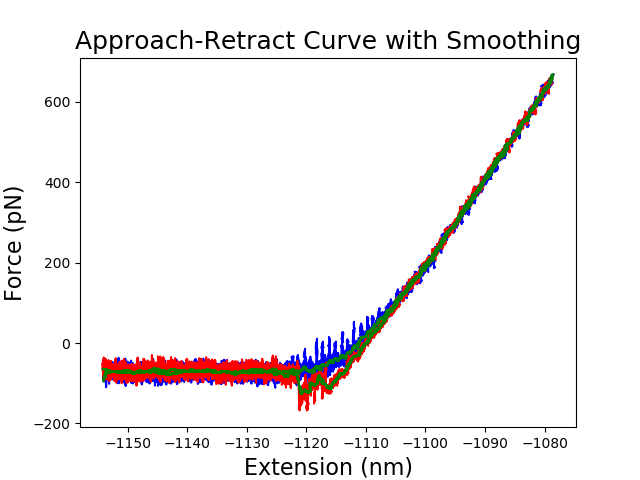 Approach-Retract Curve with Smoothing
Force (pN)
600
400
200
0
−200
−1150 −1140 −1130 −1120 −1110 −1100 −1090 −1080
Extension (nm)